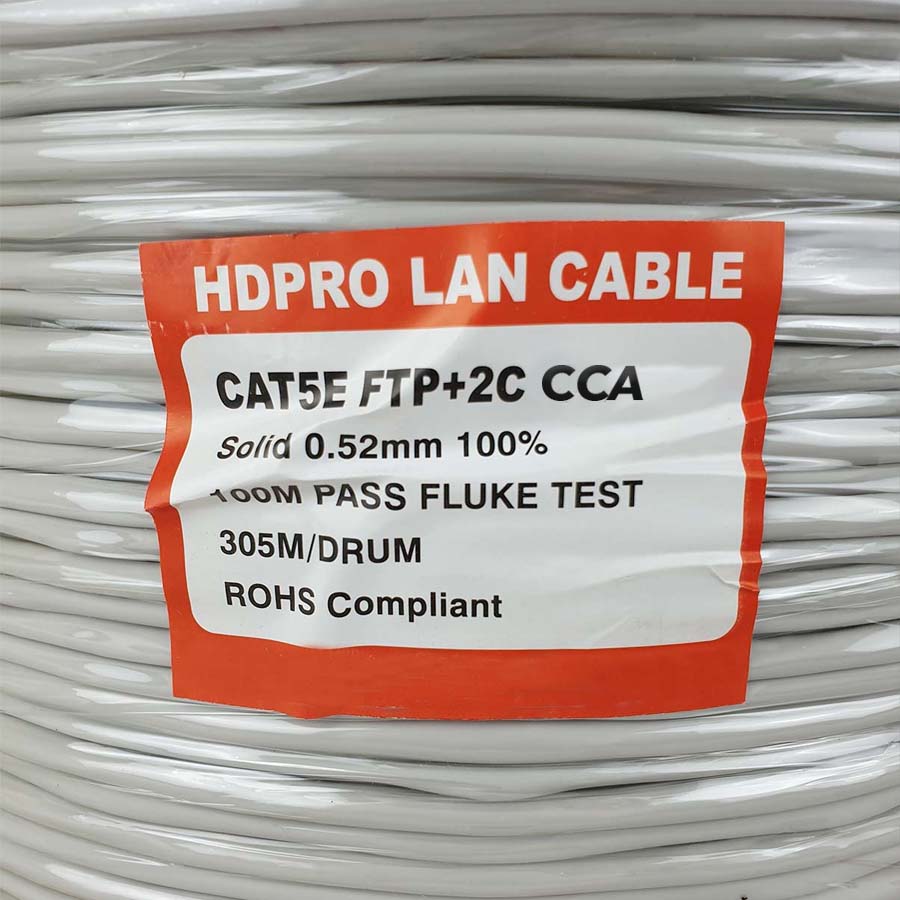 HDPRO LAN CABLE
CAT5E FTP+2C CCA
Solid 0.52mm 100%
100M PASS FLUKE TEST
305M/DRUM
ROHS Compliant